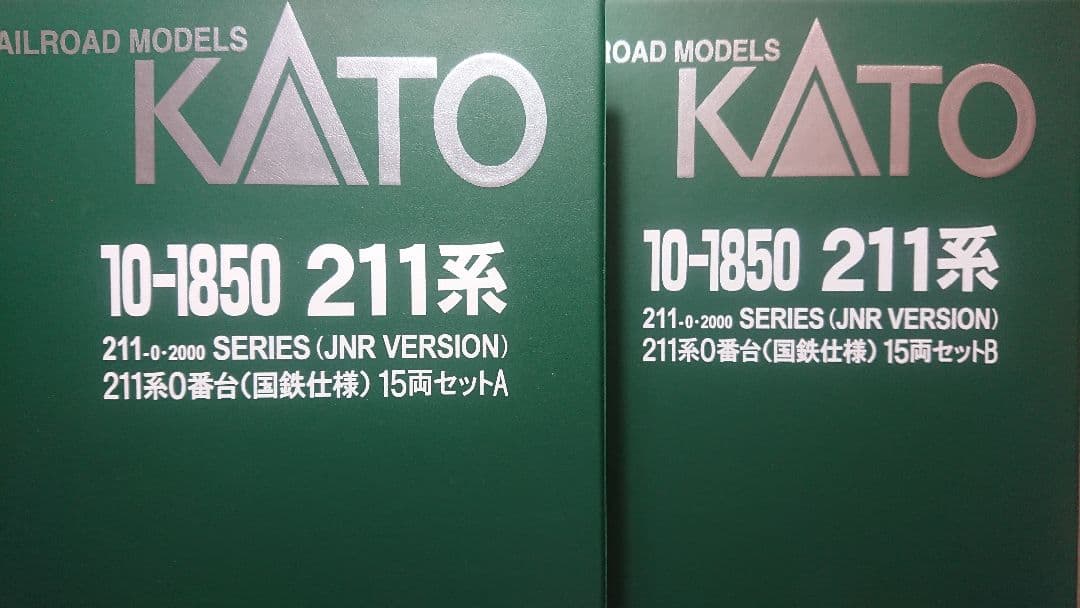 AILROAD MODELS
KATO
10-1850 211系
211-0・2000 SERIES (JNR VERSION)
211系0番台(国鉄仕様) 15両セットA
ROAD MODELS
KATO
10-1850 211系
211-0・2000 SERIES (JNR VERSION)
211系0番台(国鉄仕様) 15両セットB